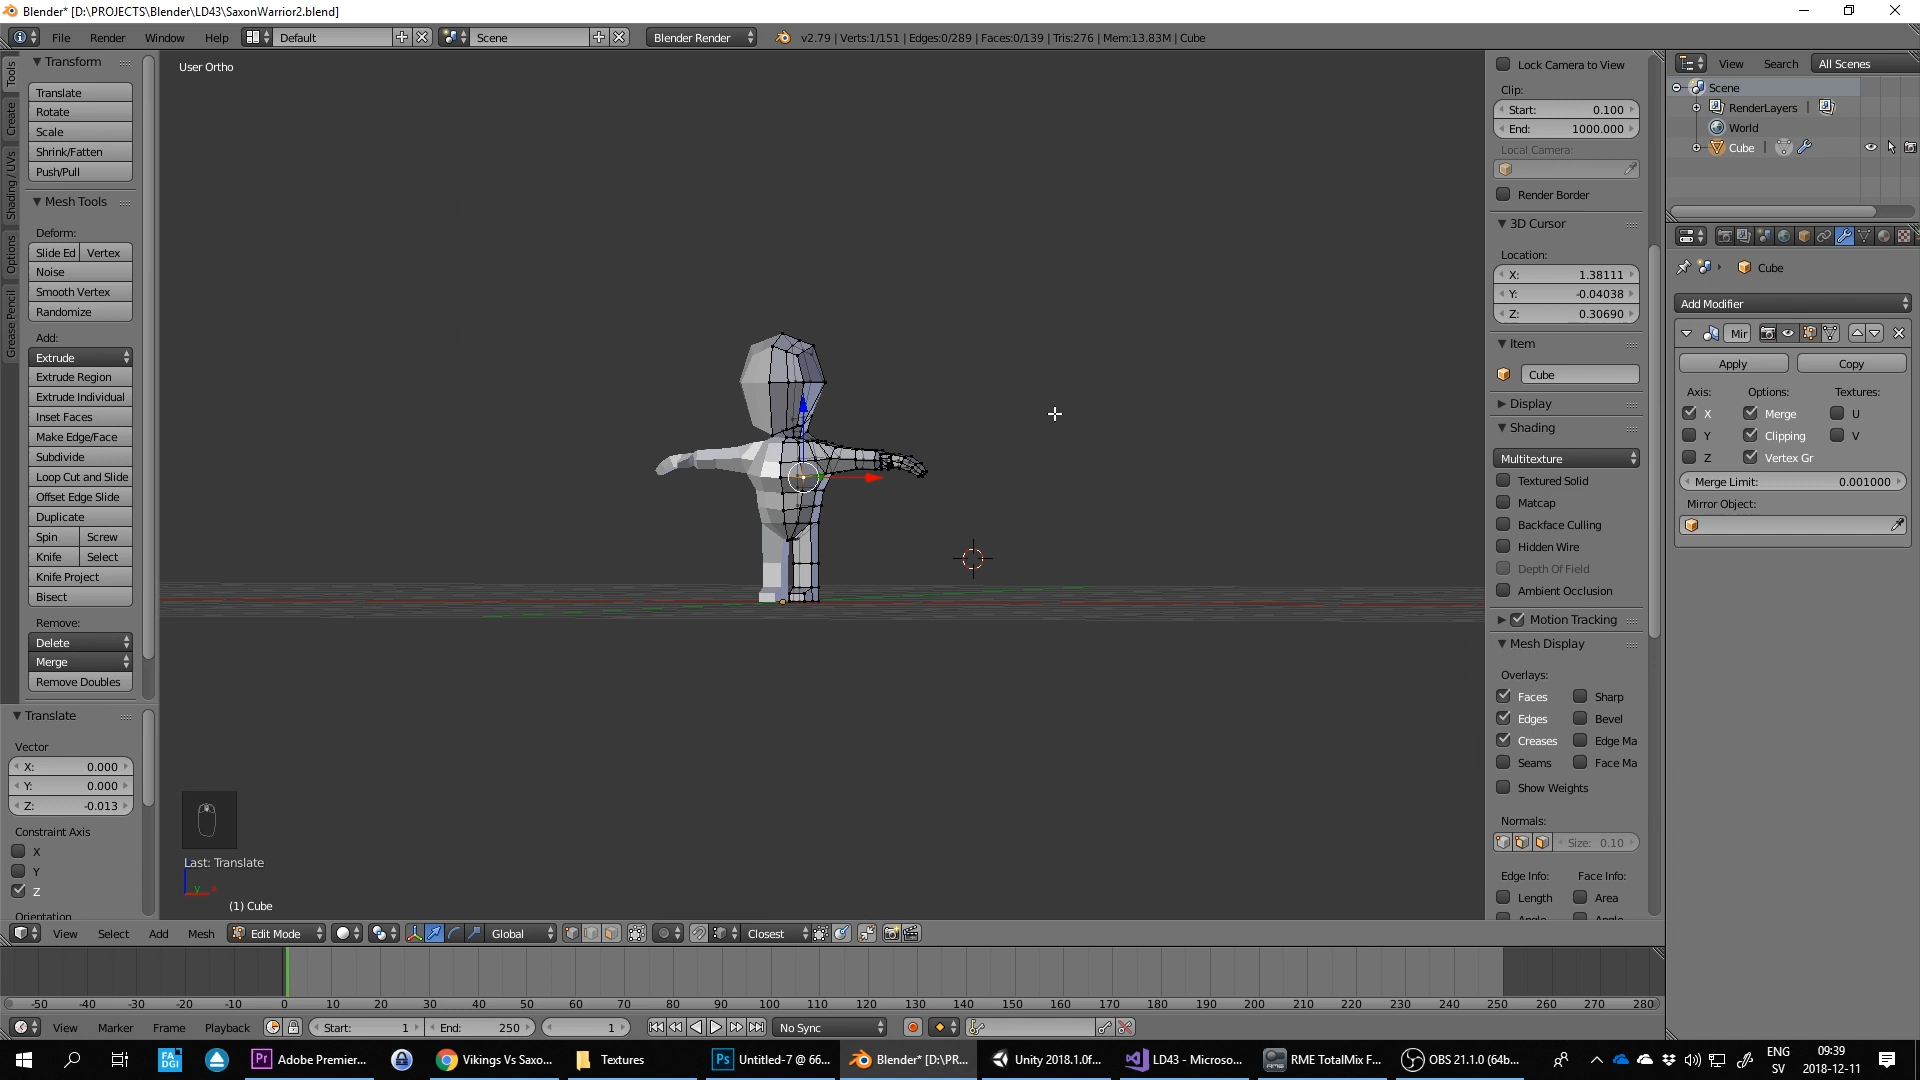 Blender* [D:\PROJECTS\Blender\LD43\SaxonWarrior2.blend]
File Render Window Help Default Scene Blender Render v2.79 | Verts:1/151 | Edges:0/289 | Faces:0/139 | Tris:276 | Mem:13.83M | Cube
Tools
Create
Shading / UVs
Options
Grease Pencil
Transform
Translate
Rotate
Scale
Shrink/Fatten
Push/Pull
Mesh Tools
Deform:
Slide Ed Vertex
Noise
Smooth Vertex
Randomize
Add:
Extrude
Extrude Region
Extrude Individual
Inset Faces
Make Edge/Face
Subdivide
Loop Cut and Slide
Offset Edge Slide
Duplicate
Spin Screw
Knife Select
Knife Project
Bisect
Remove:
Delete
Merge
Remove Doubles
Translate
Vector
X: 0.000
Y: 0.000
Z: -0.013
Constraint Axis
X
Y
Z
Orientation
User Ortho
Last: Translate
(1) Cube
Lock Camera to View
Clip:
Start: 0.100
End: 1000.000
Local Camera:
Render Border
3D Cursor
Location:
X: 1.38111
Y: -0.04038
Z: 0.30690
Item
Cube
Display
Shading
Multitexture
Textured Solid
Matcap
Backface Culling
Hidden Wire
Depth Of Field
Ambient Occlusion
Motion Tracking
Mesh Display
Overlays:
Faces Sharp
Edges Bevel
Creases Edge Ma
Seams Face Ma
Show Weights
Normals:
Size: 0.10
Edge Info: Face Info:
Length Area
View Search All Scenes
Scene
RenderLayers |
World
Cube |
Cube
Add Modifier
Mir
Apply Copy
Axis: Options: Textures:
X Merge U
Y Clipping V
Z Vertex Gr
Merge Limit: 0.001000
Mirror Object:
View Select Add Mesh Edit Mode Global Closest
-50 -40 -30 -20 -10 0 10 20 30 40 50 60 70 80 90 100 110 120 130 140 150 160 170 180 190 200 210 220 230 240 250 260 270 280
View Marker Frame Playback Start: 1 End: 250 1 No Sync
FA DGI Pr Adobe Premier... Vikings Vs Saxo... Textures Ps Untitled-7 @ 66... Blender* [D:\PR... Unity 2018.1.0f... LD43 - Microso... RME TotalMix F... OBS 21.1.0 (64b... ENG 09:39
SV 2018-12-11